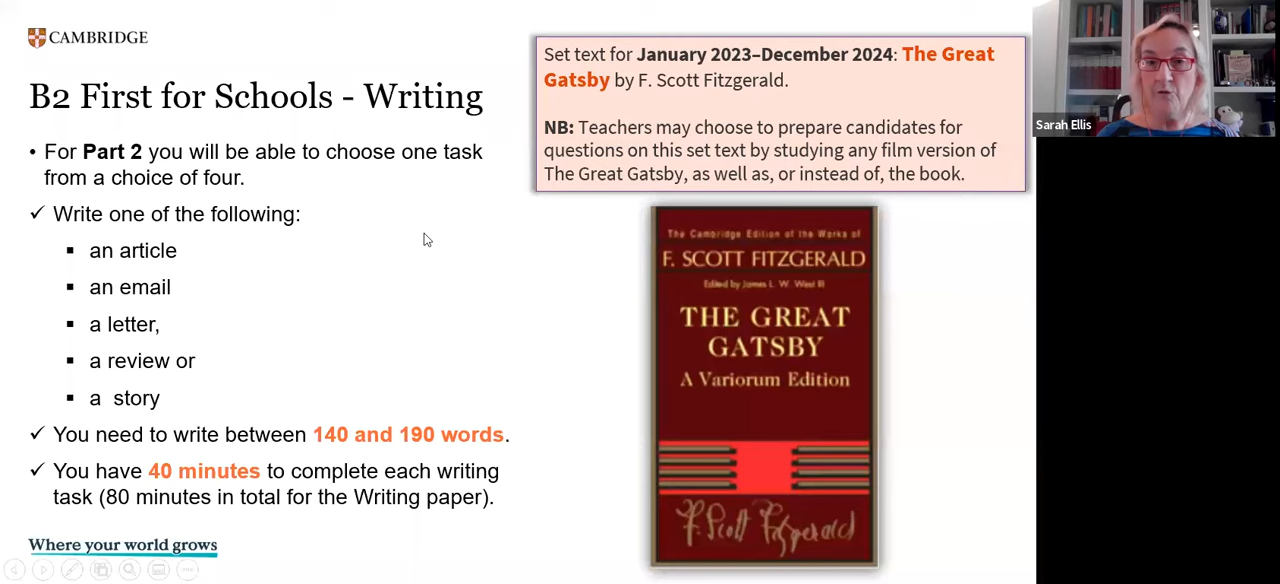 CAMBRIDGE
B2 First for Schools - Writing
• For Part 2 you will be able to choose one task
from a choice of four.
✓ Write one of the following:
▪ an article
▪ an email
▪ a letter,
▪ a review or
▪ a story
✓ You need to write between 140 and 190 words.
✓ You have 40 minutes to complete each writing
task (80 minutes in total for the Writing paper).
Where your world grows
Set text for January 2023–December 2024: The Great
Gatsby by F. Scott Fitzgerald.
NB: Teachers may choose to prepare candidates for
questions on this set text by studying any film version of
The Great Gatsby, as well as, or instead of, the book.
The Cambridge Edition of the Works of
F. SCOTT FITZGERALD
Edited by James L. W. West III
THE GREAT
GATSBY
A Variorum Edition
F. Scott Fitzgerald
Sarah Ellis